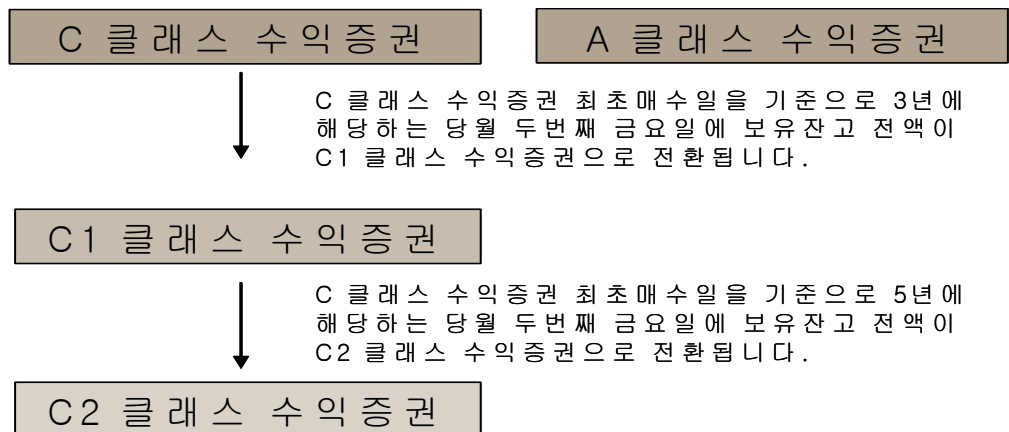 C 클래스 수익증권
A 클래스 수익증권
C 클래스 수익증권 최초매수일을 기준으로 3년에
해당하는 당월 두번째 금요일에 보유잔고 전액이
C1 클래스 수익증권으로 전환됩니다.
C1 클래스 수익증권
C 클래스 수익증권 최초매수일을 기준으로 5년에
해당하는 당월 두번째 금요일에 보유잔고 전액이
C2 클래스 수익증권으로 전환됩니다.
C2 클래스 수익증권